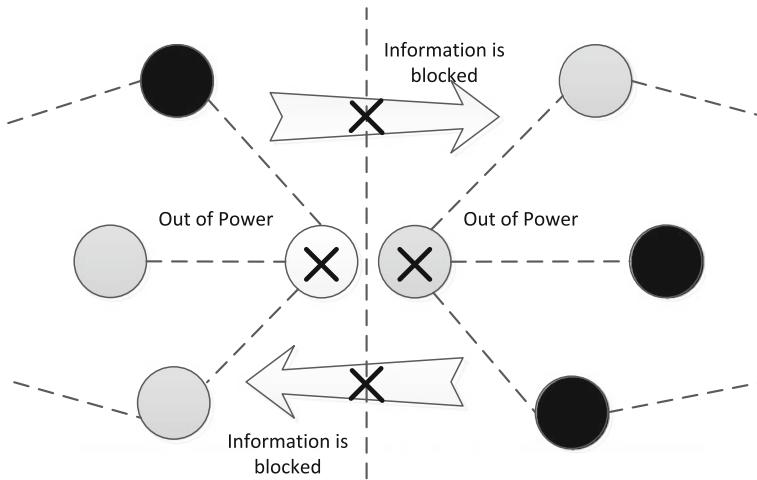 Information is
blocked
Out of Power
Out of Power
Information is
blocked